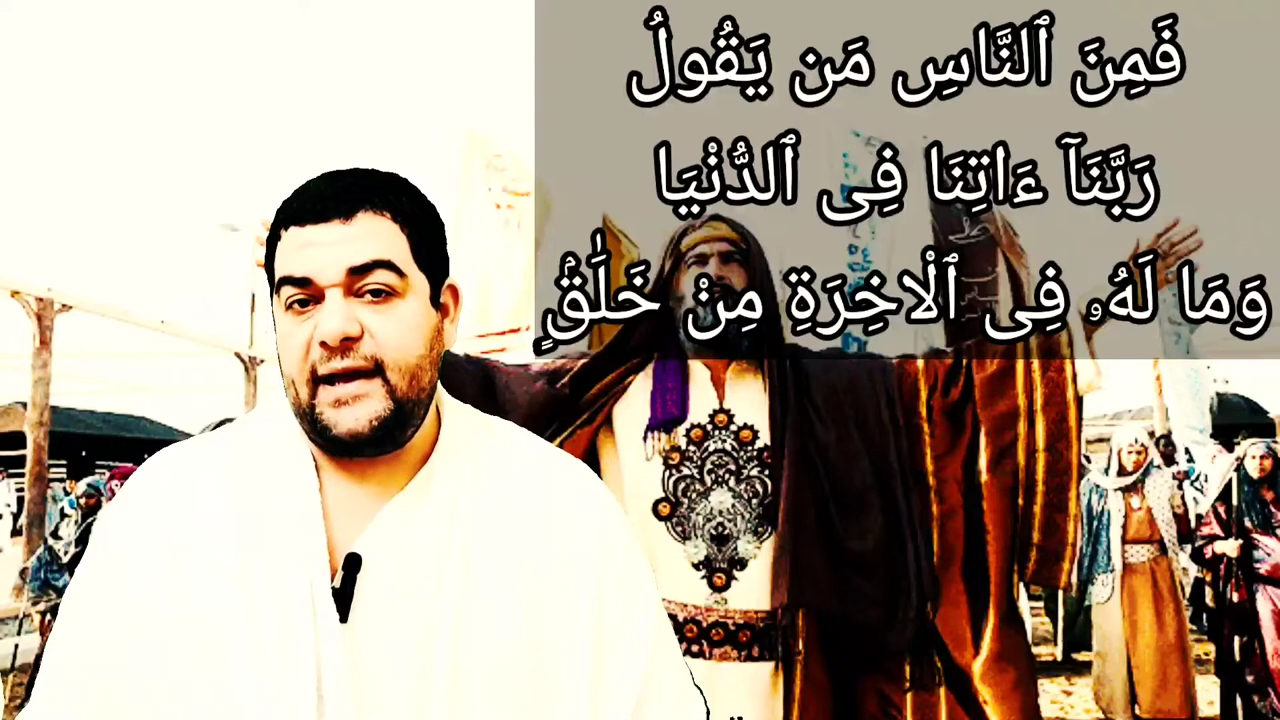 فَمِنَ ٱلنَّاسِ مَن يَقُولُ
رَبَّنَآ ءَاتِنَا فِى ٱلدُّنْيَا
وَمَا لَهُۥ فِى ٱلْاخِرَةِ مِنْ خَلَٰقٍۢ